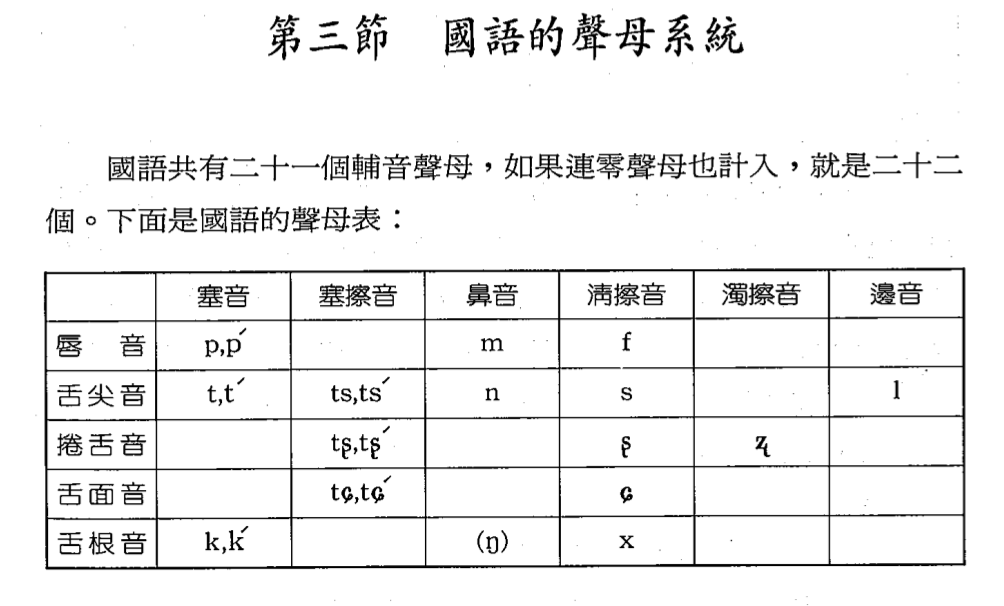 第三節 國語的聲母系統
國語共有二十一個輔音聲母，如果連零聲母也計入，就是二十二
個。下面是國語的聲母表：
塞音 塞擦音 鼻音 清擦音 濁擦音 邊音
唇音 p,p´ m f
舌尖音 t,t´ ts,ts´ n s l
捲舌音 tʂ,tʂ´ ʂ ʐ
舌面音 tɕ,tɕ´ ɕ
舌根音 k,k´ (ŋ) x